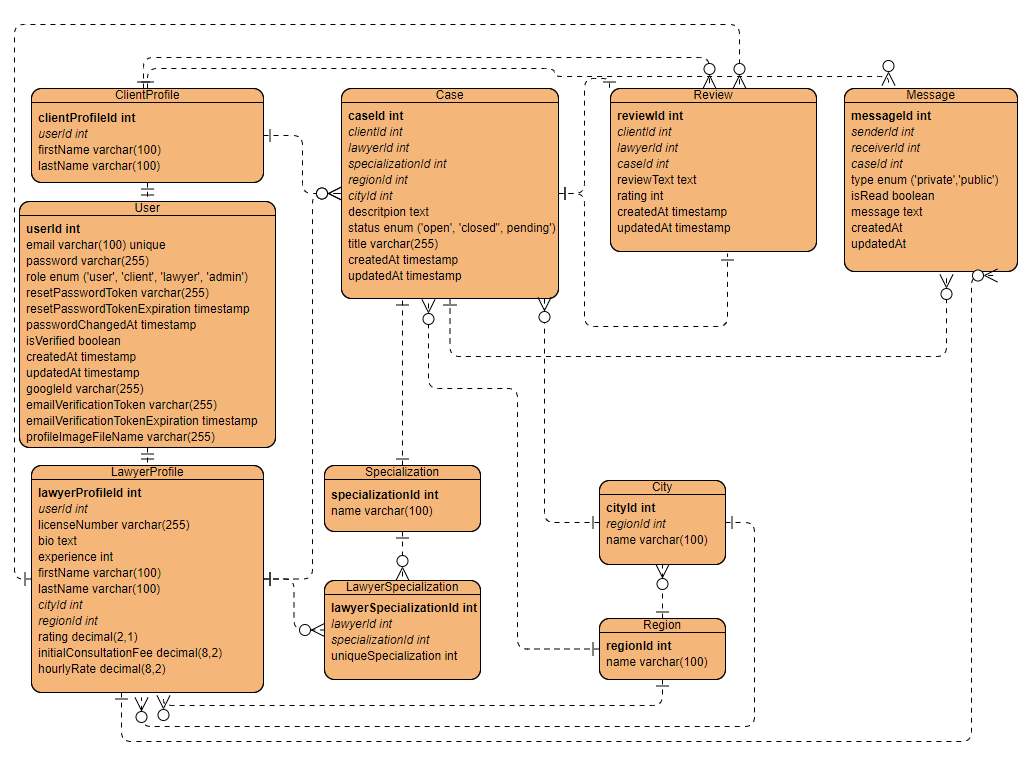 ClientProfile
clientProfileId int
userId int
firstName varchar(100)
lastName varchar(100)
User
userId int
email varchar(100) unique
password varchar(255)
role enum ('user', 'client', 'lawyer', 'admin')
resetPasswordToken varchar(255)
resetPasswordTokenExpiration timestamp
passwordChangedAt timestamp
isVerified boolean
createdAt timestamp
updatedAt timestamp
googleId varchar(255)
emailVerificationToken varchar(255)
emailVerificationTokenExpiration timestamp
profileImageFileName varchar(255)
LawyerProfile
lawyerProfileId int
userId int
licenseNumber varchar(255)
bio text
experience int
firstName varchar(100)
lastName varchar(100)
cityId int
regionId int
rating decimal(2,1)
initialConsultationFee decimal(8,2)
hourlyRate decimal(8,2)
Case
caseId int
clientId int
lawyerId int
specializationId int
regionId int
cityId int
descritpion text
status enum ('open', 'closed", pending')
title varchar(255)
createdAt timestamp
updatedAt timestamp
Specialization
specializationId int
name varchar(100)
LawyerSpecialization
lawyerSpecializationId int
lawyerId int
specializationId int
uniqueSpecialization int
Review
reviewId int
clientId int
lawyerId int
caseId int
reviewText text
rating int
createdAt timestamp
updatedAt timestamp
City
cityId int
regionId int
name varchar(100)
Region
regionId int
name varchar(100)
Message
messageId int
senderId int
receiverId int
caseId int
type enum ('private','public')
isRead boolean
message text
createdAt
updatedAt